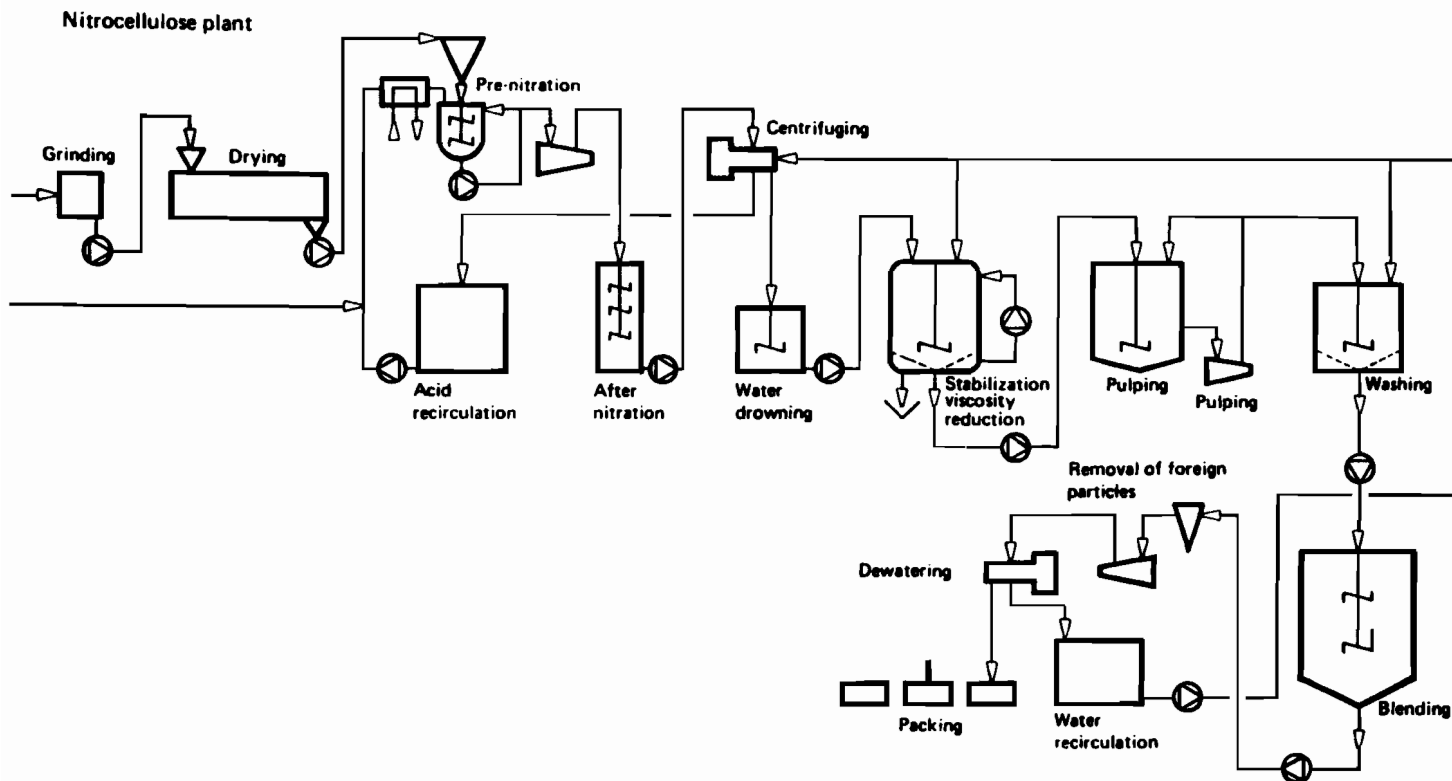 Nitrocellulose plant
Pre-nitration
Centrifuging
Grinding
Drying
Acid
recirculation
After
nitration
Water
drowning
Stabilization
viscosity
reduction
Pulping
Pulping
Washing
Removal of foreign
particles
Dewatering
Packing
Water
recirculation
Blending